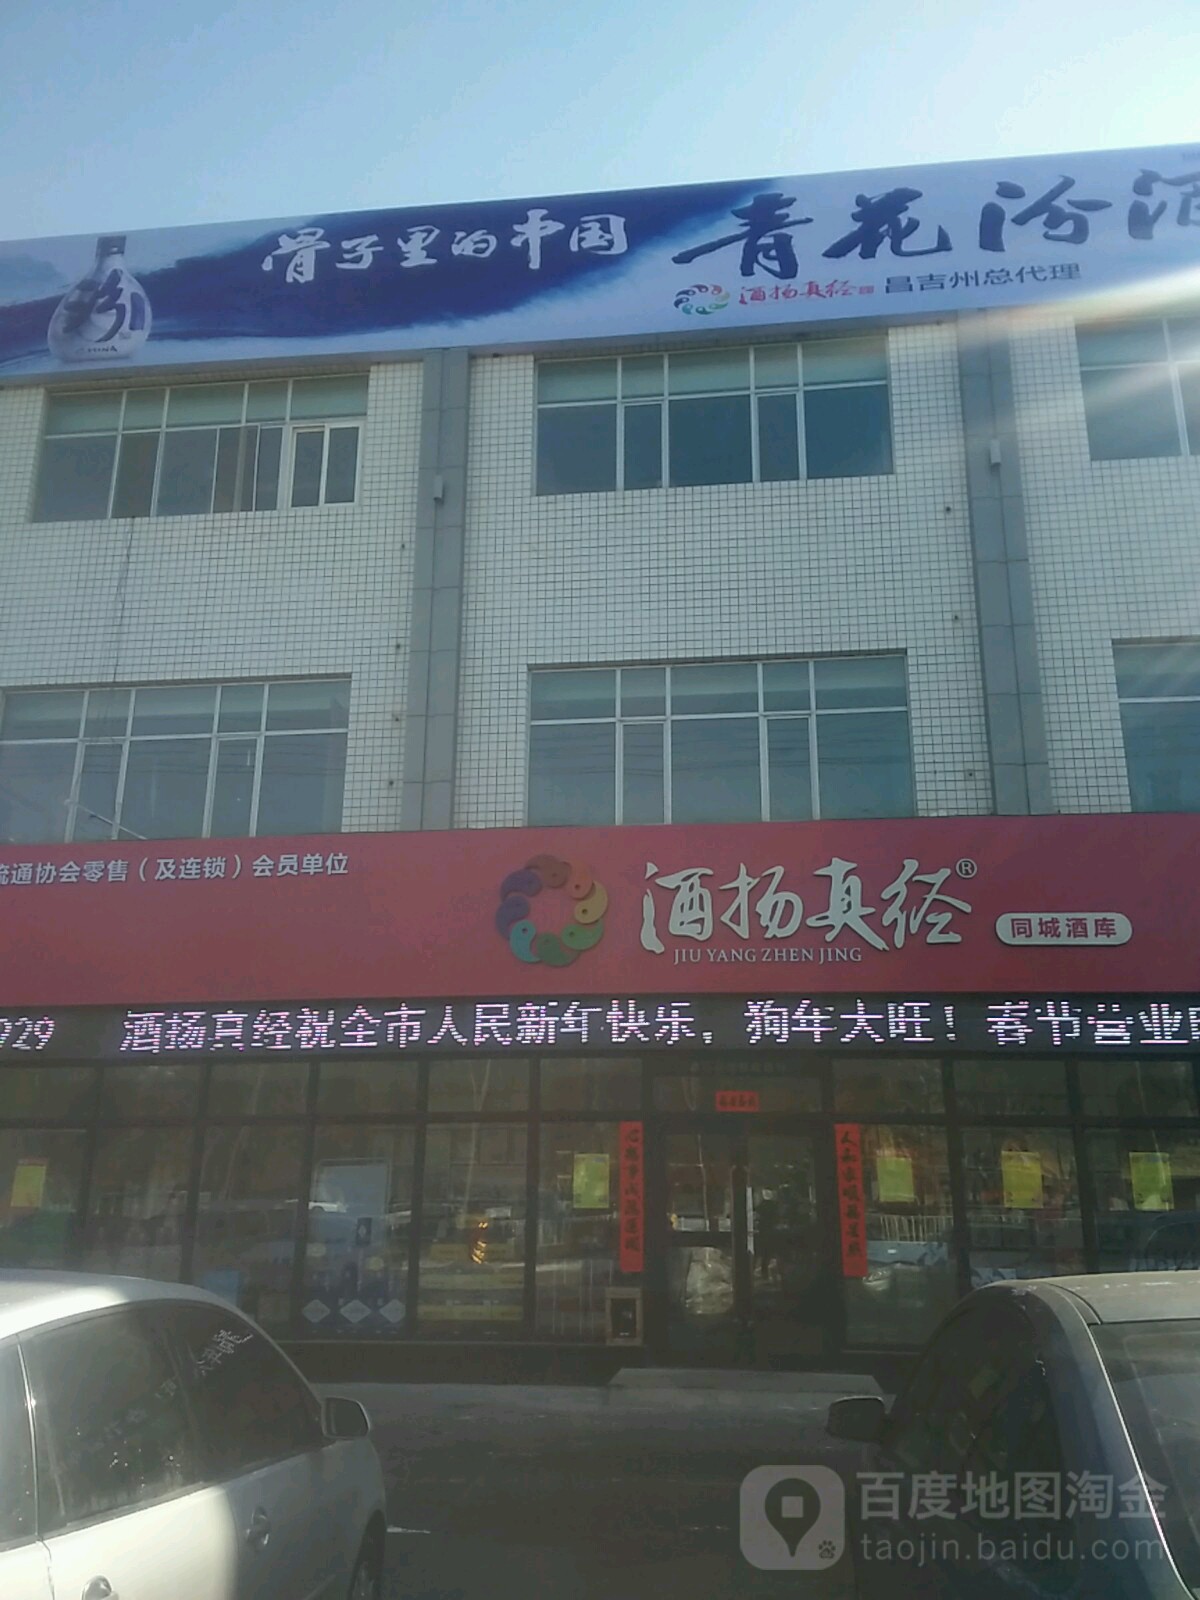 骨子里的中国
青花汾酒
汾
酒扬真经 昌吉州总代理
流通协会零售（及连锁）会员单位
酒扬真经®
JIU YANG ZHEN JING
同城酒库
929 酒扬真经祝全市人民新年快乐，狗年大旺！春节营业
百度地图淘金
taojin.baidu.com